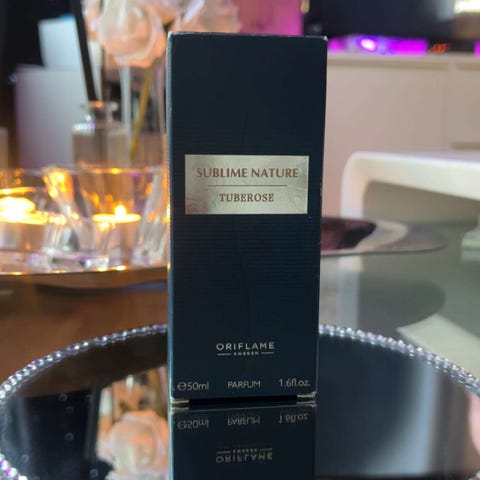 SUBLIME NATURE
TUBEROSE
ORIFLAME
SWEDEN
℮50ml PARFUM 1.6fl.oz.